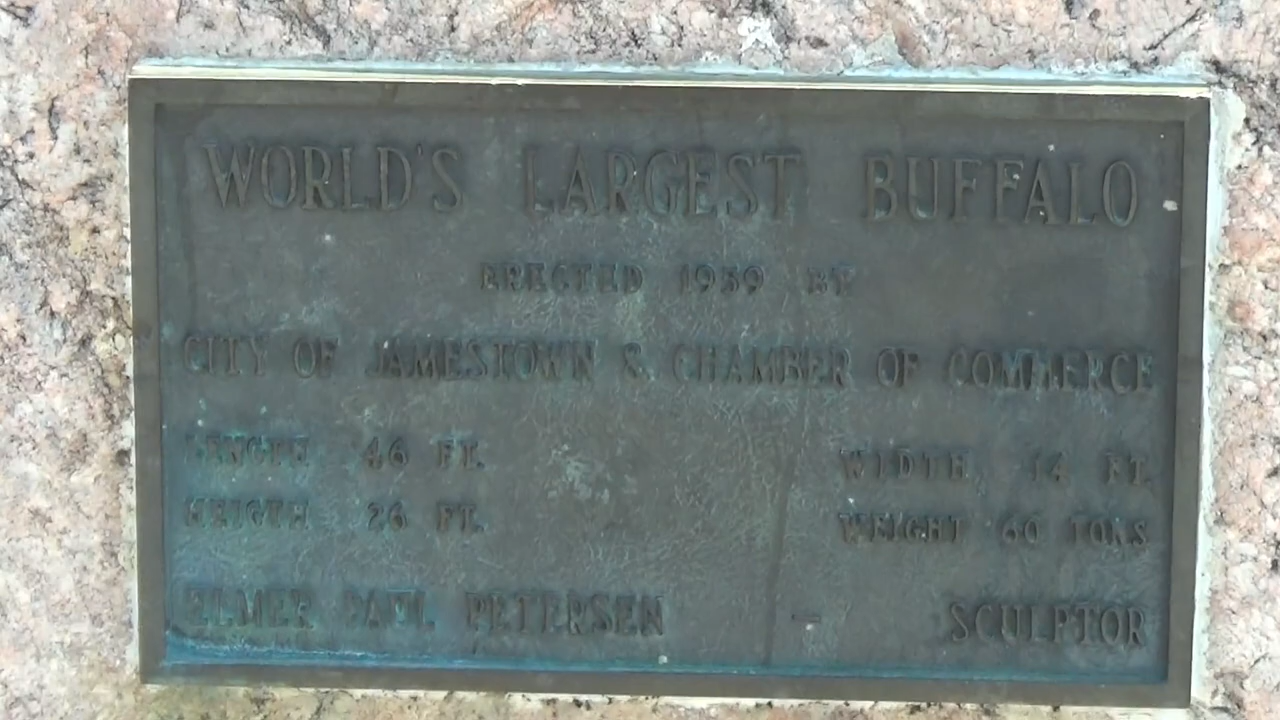 WORLD'S LARGEST BUFFALO
ERECTED 1959 BY
CITY OF JAMESTOWN & CHAMBER OF COMMERCE
LENGTH 46 FT. WIDTH 14 FT.
HEIGTH 26 FT. WEIGHT 60 TONS
ELMER PAUL PETERSEN — SCULPTOR